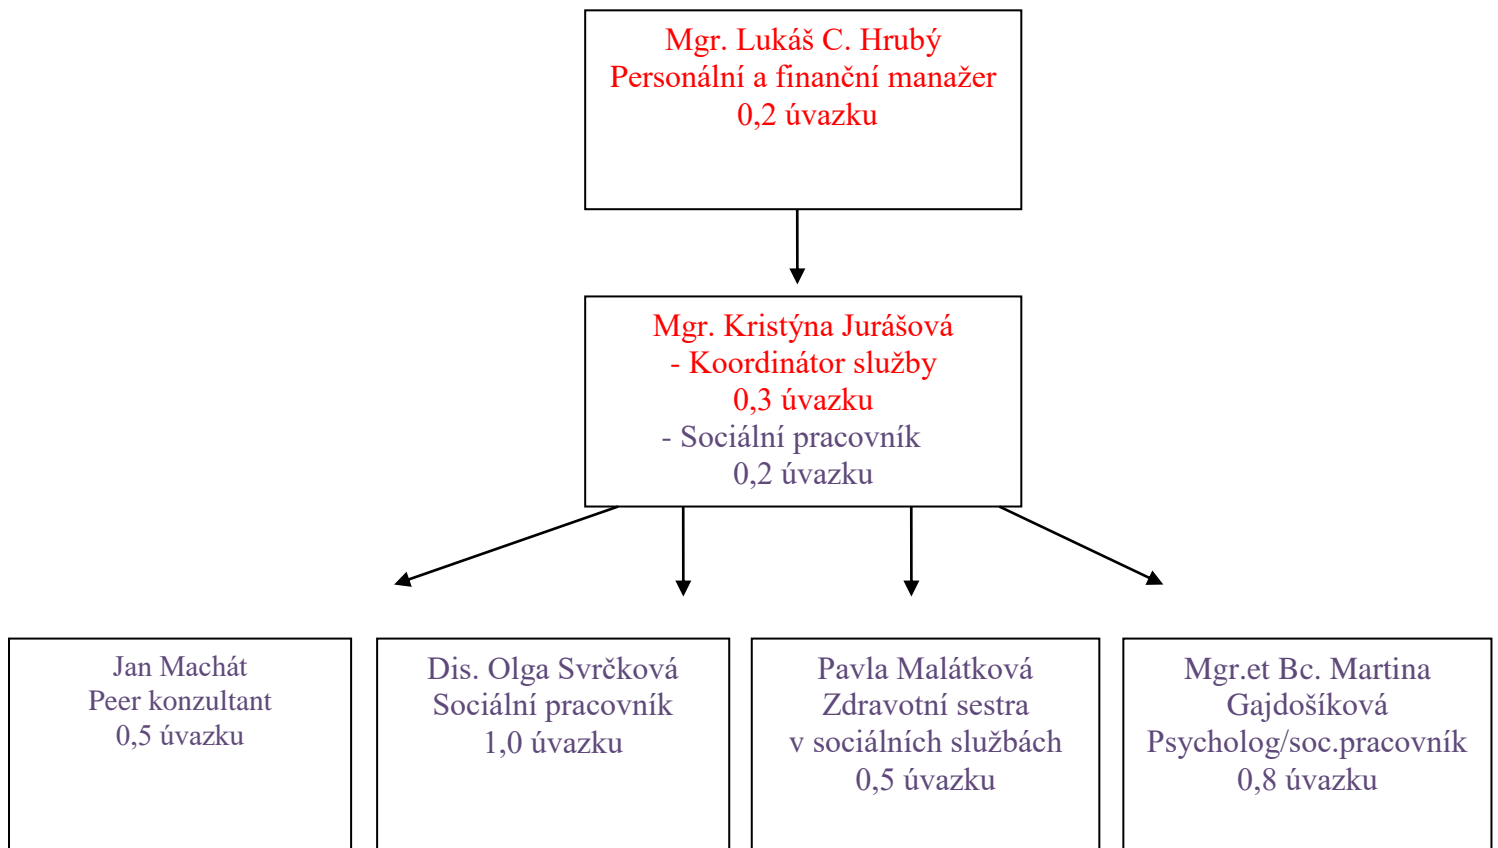 Mgr. Lukáš C. Hrubý
Personální a finanční manažer
0,2 úvazku
Mgr. Kristýna Jurášová
- Koordinátor služby
0,3 úvazku
- Sociální pracovník
0,2 úvazku
Jan Machát
Peer konzultant
0,5 úvazku
Dis. Olga Svrčková
Sociální pracovník
1,0 úvazku
Pavla Malátková
Zdravotní sestra
v sociálních službách
0,5 úvazku
Mgr.et Bc. Martina
Gajdošíková
Psycholog/soc.pracovník
0,8 úvazku